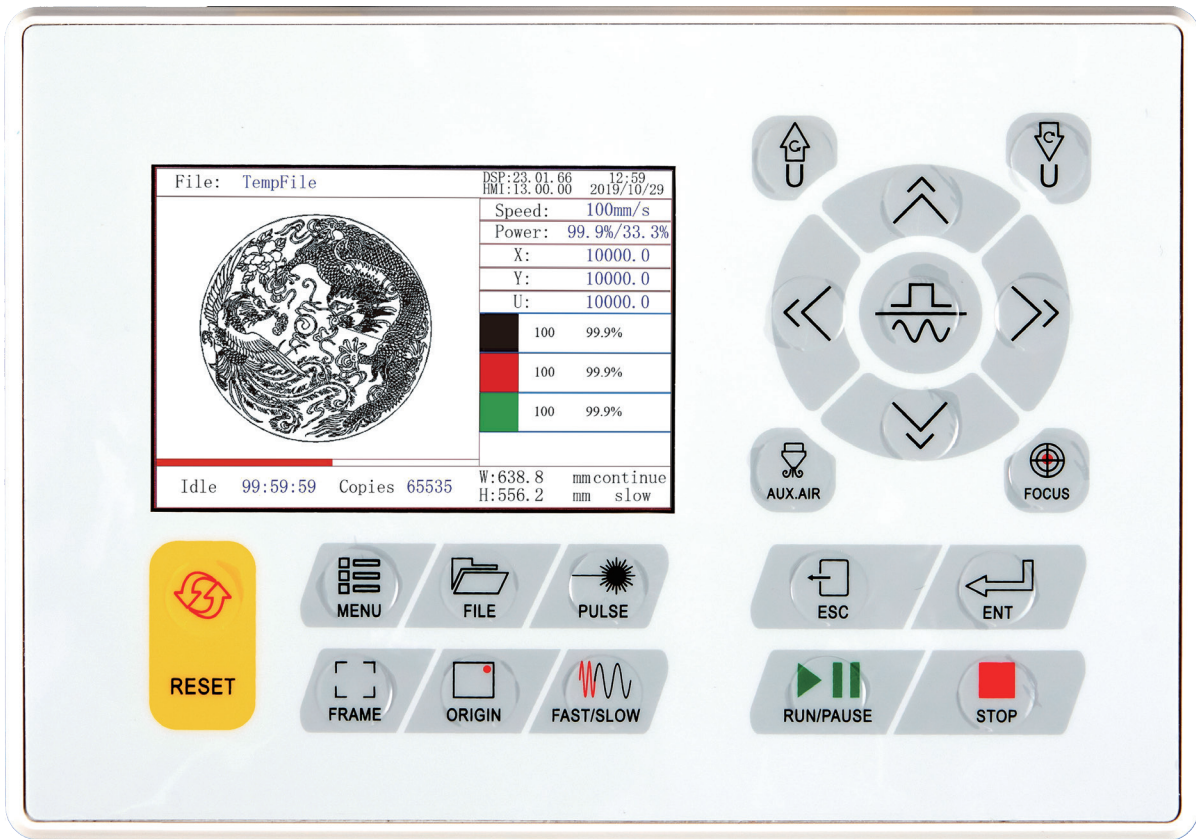 File: TempFile
DSP:23.01.66 12:59
HMI:13.00.00 2019/10/29
Speed: 100mm/s
Power: 99.9%/33.3%
X: 10000.0
Y: 10000.0
U: 10000.0
100 99.9%
100 99.9%
100 99.9%
Idle 99:59:59 Copies 65535
W:638.8 mm continue
H:556.2 mm slow
U
U
AUX.AIR
FOCUS
RESET
MENU
FILE
PULSE
ESC
ENT
FRAME
ORIGIN
FAST/SLOW
RUN/PAUSE
STOP